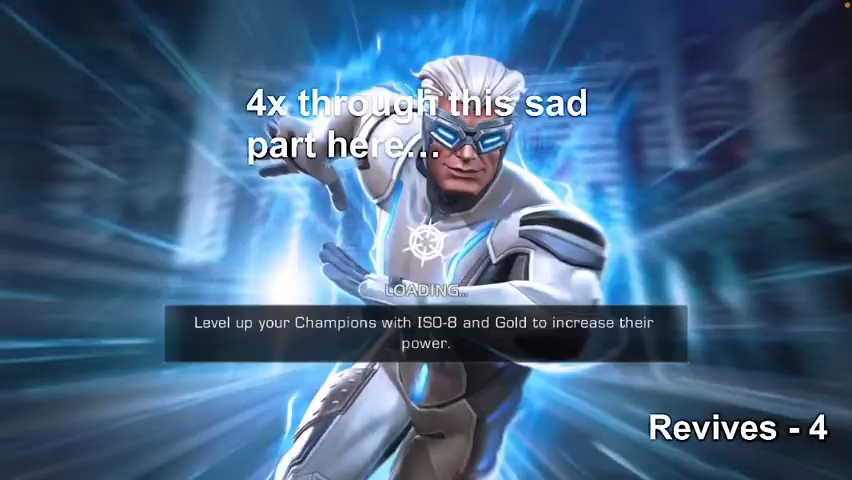 4x through this sad
part here...
LOADING...
Level up your Champions with ISO-8 and Gold to increase their
power.
Revives - 4